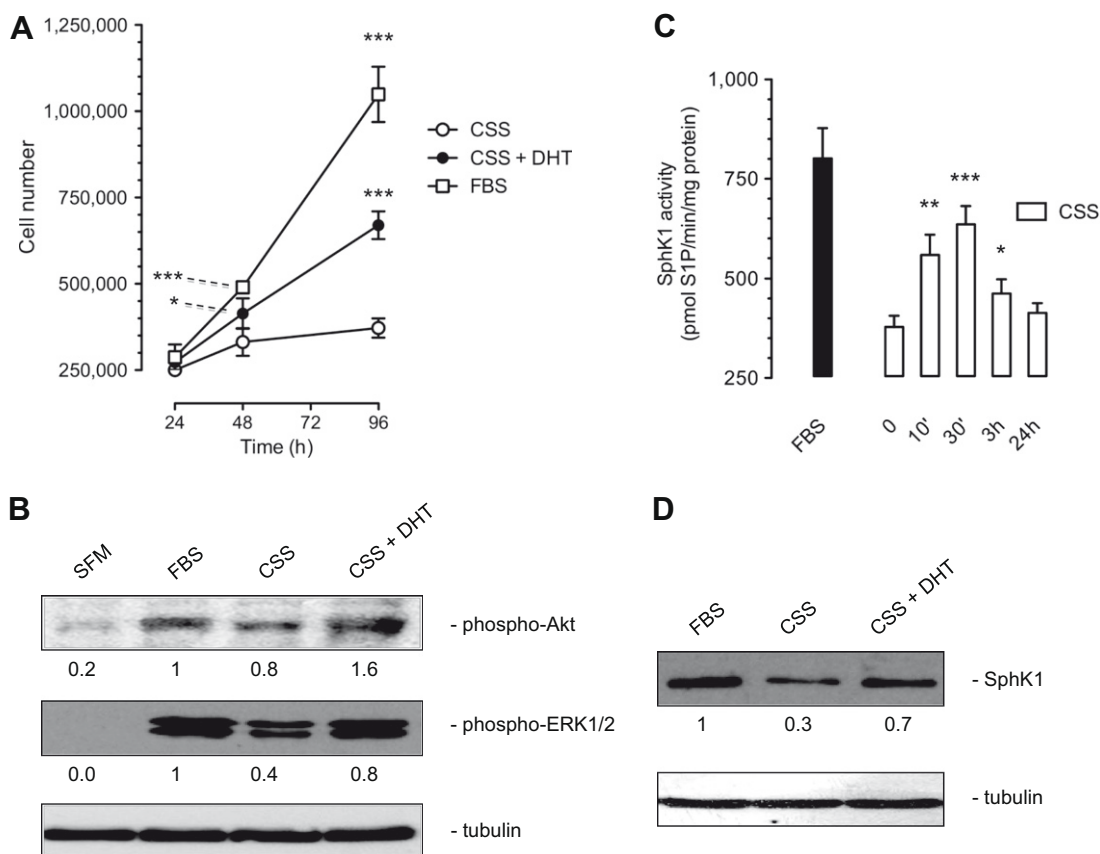 A
1,250,000
1,000,000
750,000
500,000
250,000
Cell number
***
***
***
*
24
48
72
96
Time (h)
CSS
CSS + DHT
FBS
C
1,000
750
500
250
SphK1 activity
(pmol S1P/min/mg protein)
**
***
*
CSS
FBS
0
10'
30'
3h
24h
B
SFM
FBS
CSS
CSS + DHT
- phospho-Akt
0.2 1 0.8 1.6
- phospho-ERK1/2
0.0 1 0.4 0.8
- tubulin
D
FBS
CSS
CSS + DHT
- SphK1
1 0.3 0.7
- tubulin